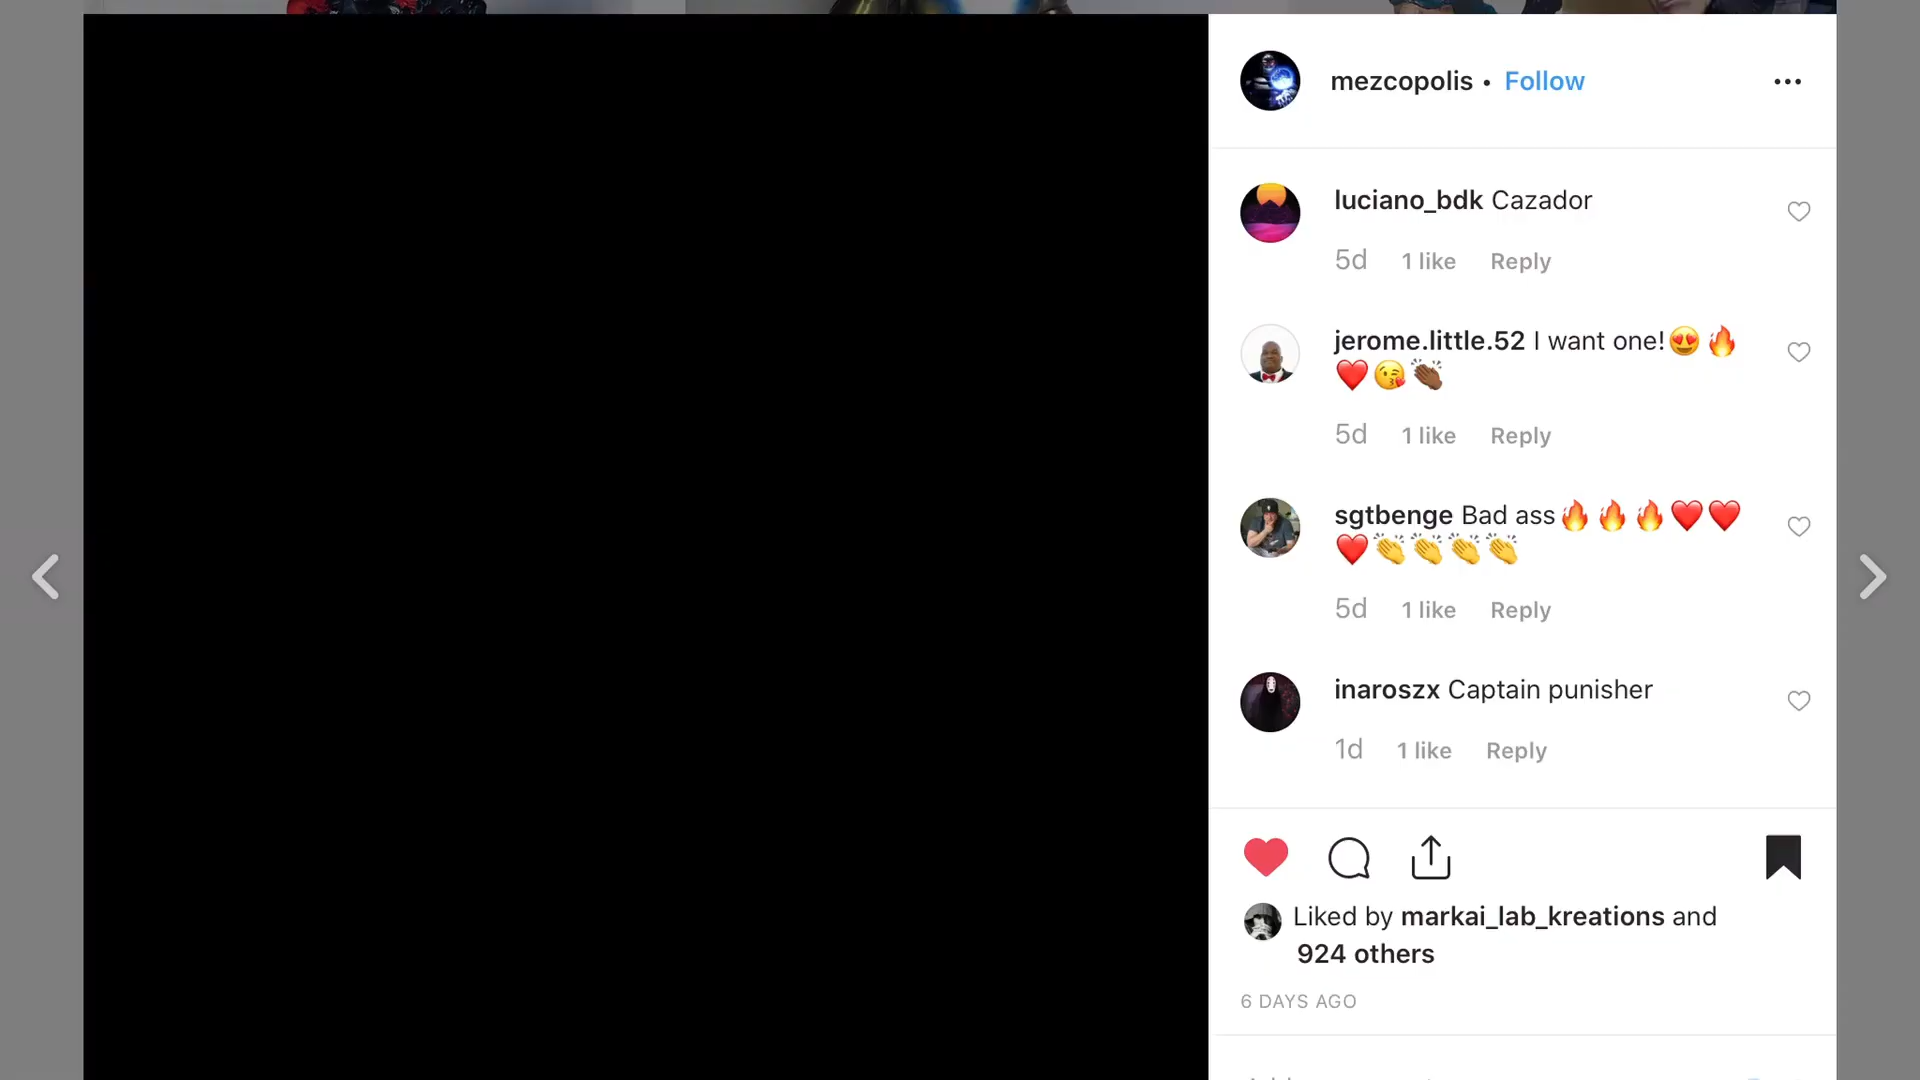 mezcopolis • Follow
luciano_bdk Cazador
5d 1 like Reply
jerome.little.52 I want one!😍🔥
❤️😘👏🏾
5d 1 like Reply
sgtbenge Bad ass🔥🔥🔥❤️❤️
❤️👏👏👏👏
5d 1 like Reply
inaroszx Captain punisher
1d 1 like Reply
Liked by markai_lab_kreations and
924 others
6 DAYS AGO